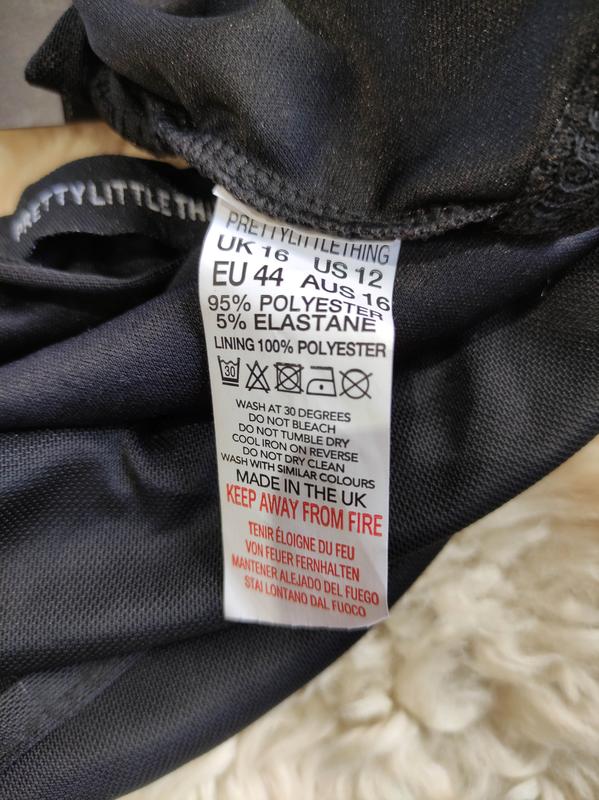 PRETTYLITTLETHI
PRETTYLITTLETHING
UK 16 US 12
EU 44 AUS 16
95% POLYESTER
5% ELASTANE
LINING 100% POLYESTER
30
WASH AT 30 DEGREES
DO NOT BLEACH
DO NOT TUMBLE DRY
COOL IRON ON REVERSE
DO NOT DRY CLEAN
WASH WITH SIMILAR COLOURS
MADE IN THE UK
KEEP AWAY FROM FIRE
TENIR ÉLOIGNE DU FEU
VON FEUER FERNHALTEN
MANTENER ALEJADO DEL FUEGO
STAI LONTANO DAL FUOCO